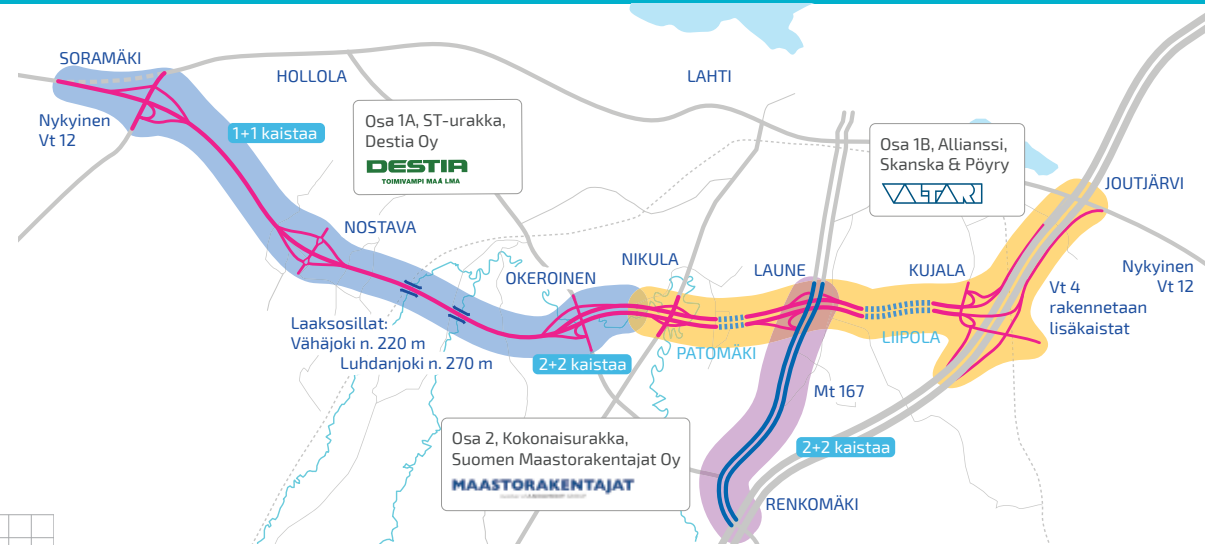 SORAMÄKI
HOLLOLA
LAHTI
Nykyinen
Vt 12
1+1 kaistaa
Osa 1A, ST-urakka,
Destia Oy
DESTIA
TOIMIVAMPI MAAILMA
Osa 1B, Allianssi,
Skanska & Pöyry
VALTARI
JOUTJÄRVI
NOSTAVA
OKEROINEN
NIKULA
LAUNE
KUJALA
Nykyinen
Vt 12
Vt 4
rakennetaan
lisäkaistat
Laaksosillat:
Vähäjoki n. 220 m
Luhdanjoki n. 270 m
2+2 kaistaa
PATOMÄKI
LIIPOLA
Mt 167
Osa 2, Kokonaisurakka,
Suomen Maastorakentajat Oy
MAASTORAKENTAJAT
2+2 kaistaa
RENKOMÄKI